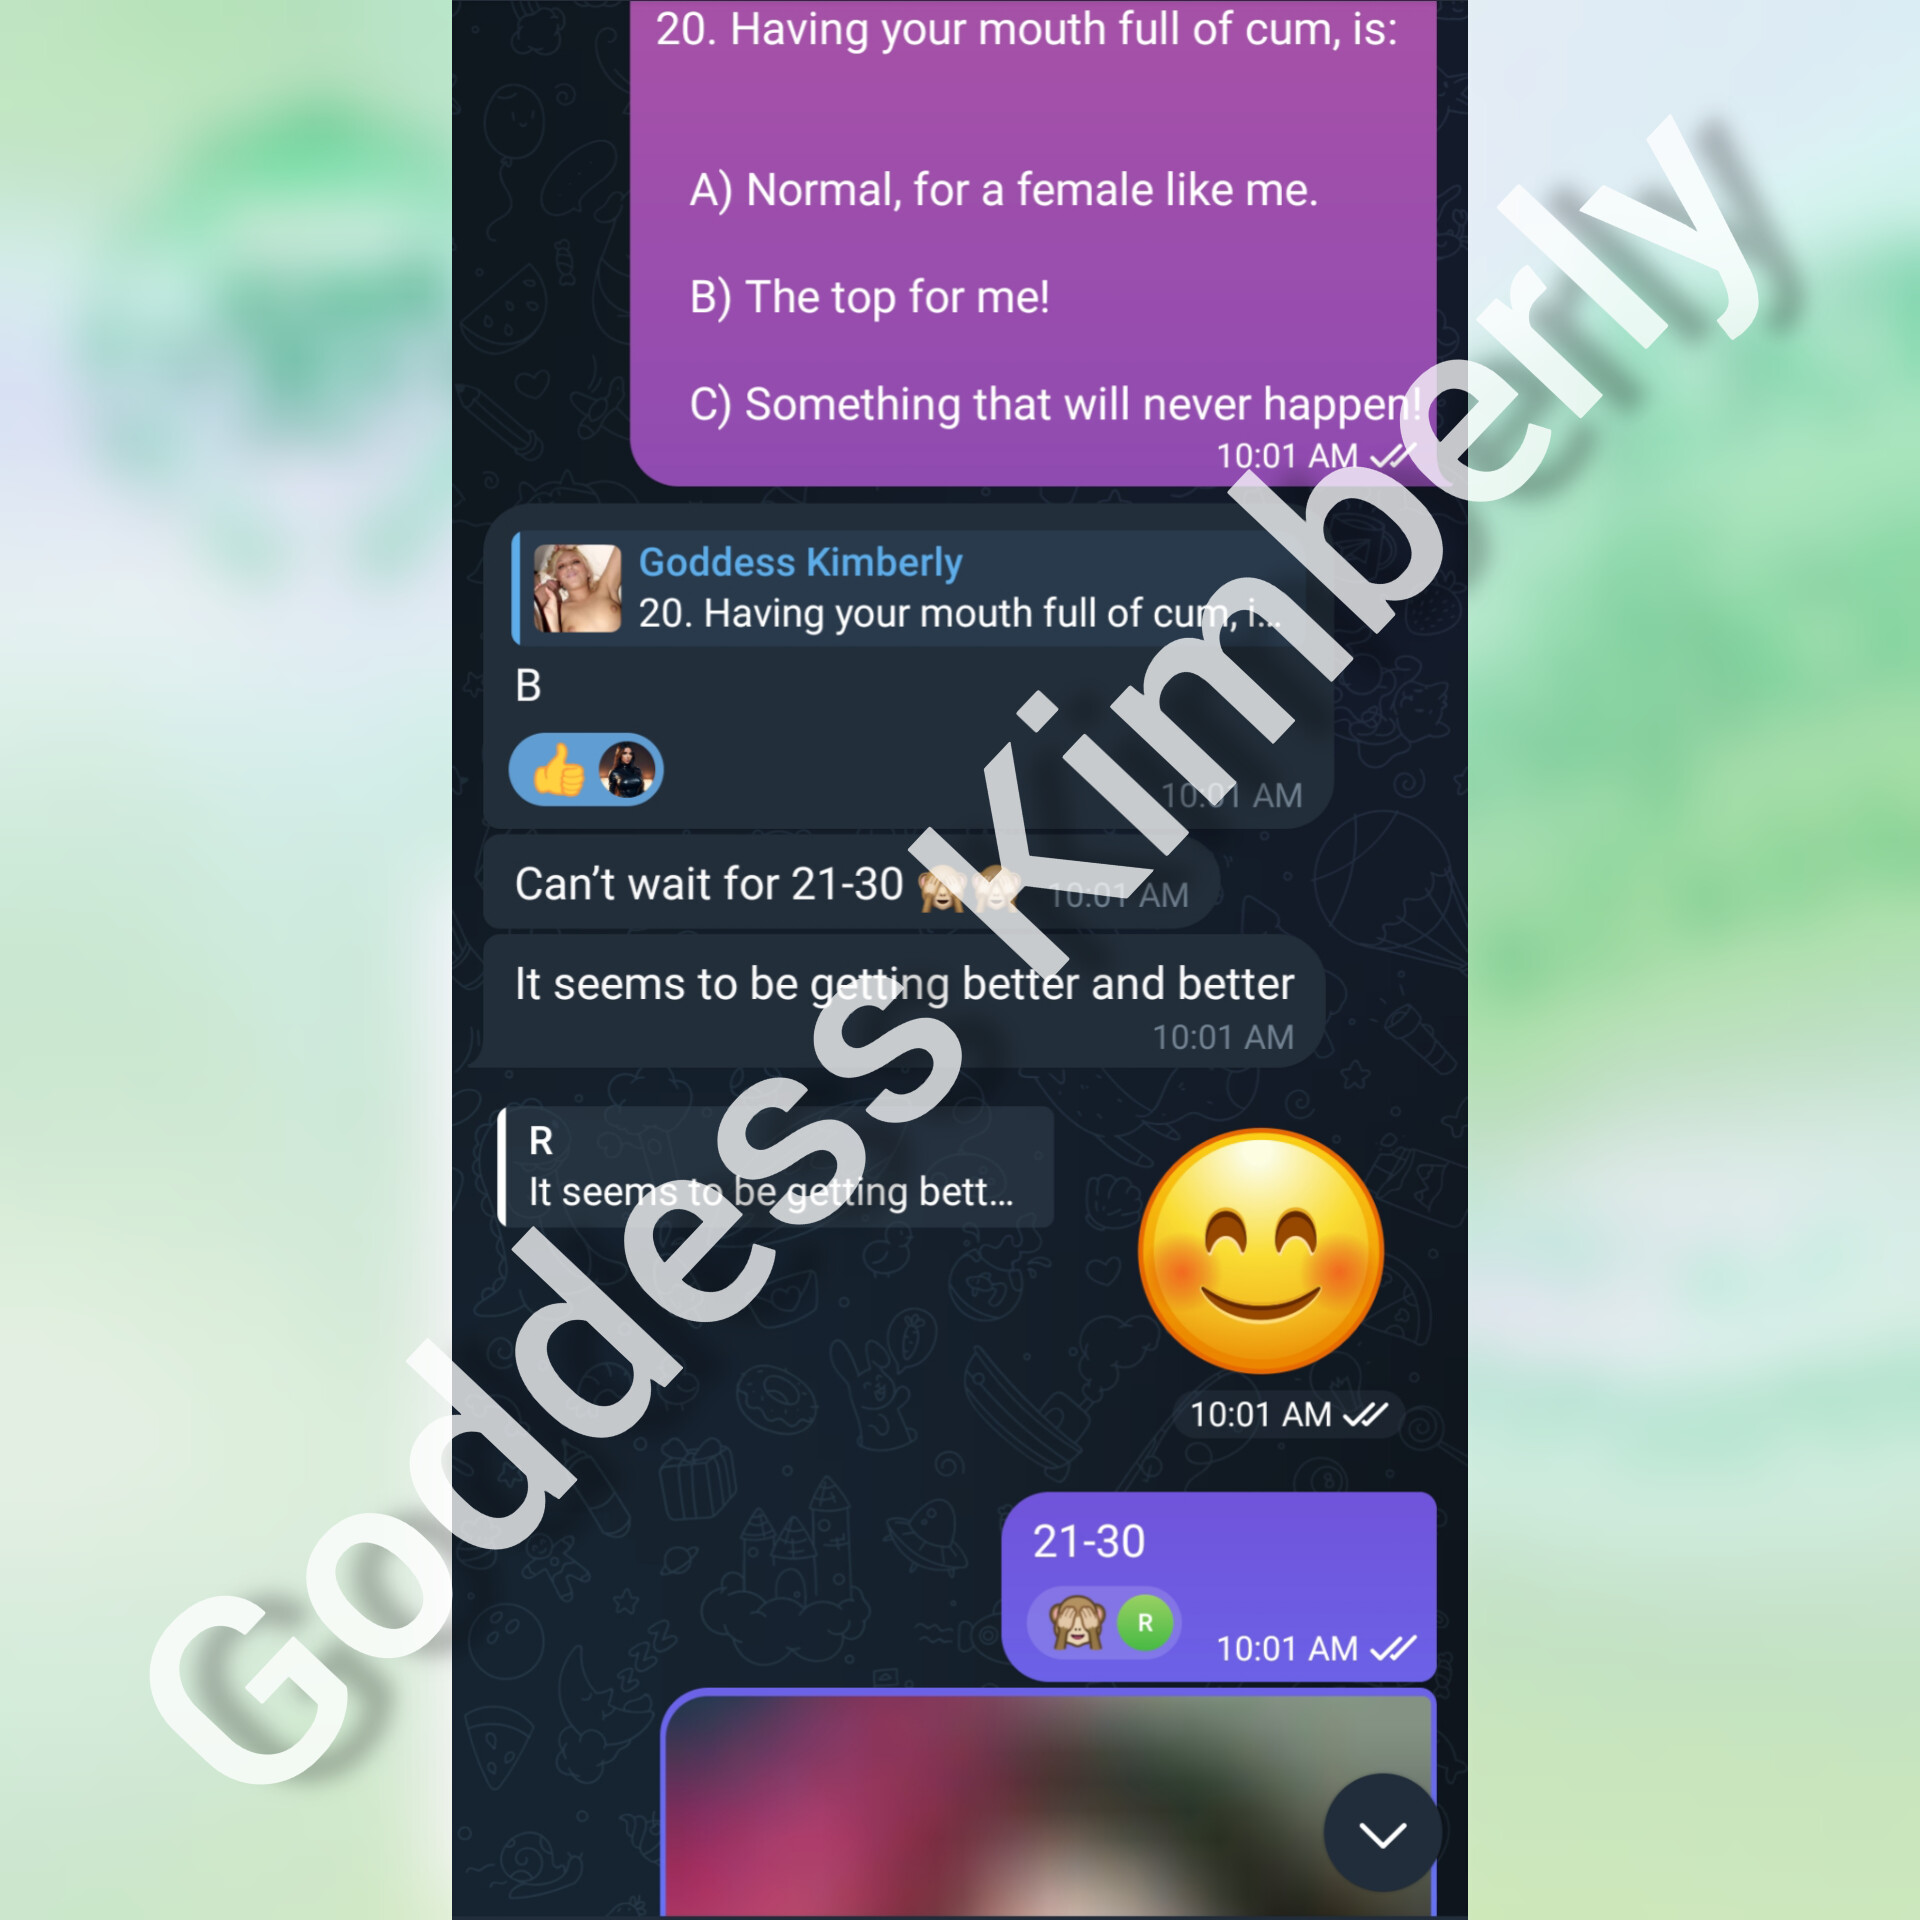 20. Having your mouth full of cum, is:
A) Normal, for a female like me.
B) The top for me!
C) Something that will never happen!
10:01 AM
Goddess Kimberly
20. Having your mouth full of cum, i...
B
10:01 AM
Can’t wait for 21-30
10:01 AM
It seems to be getting better and better
10:01 AM
R
It seems to be getting bett...
10:01 AM
21-30
R
10:01 AM
Goddess Kimberly